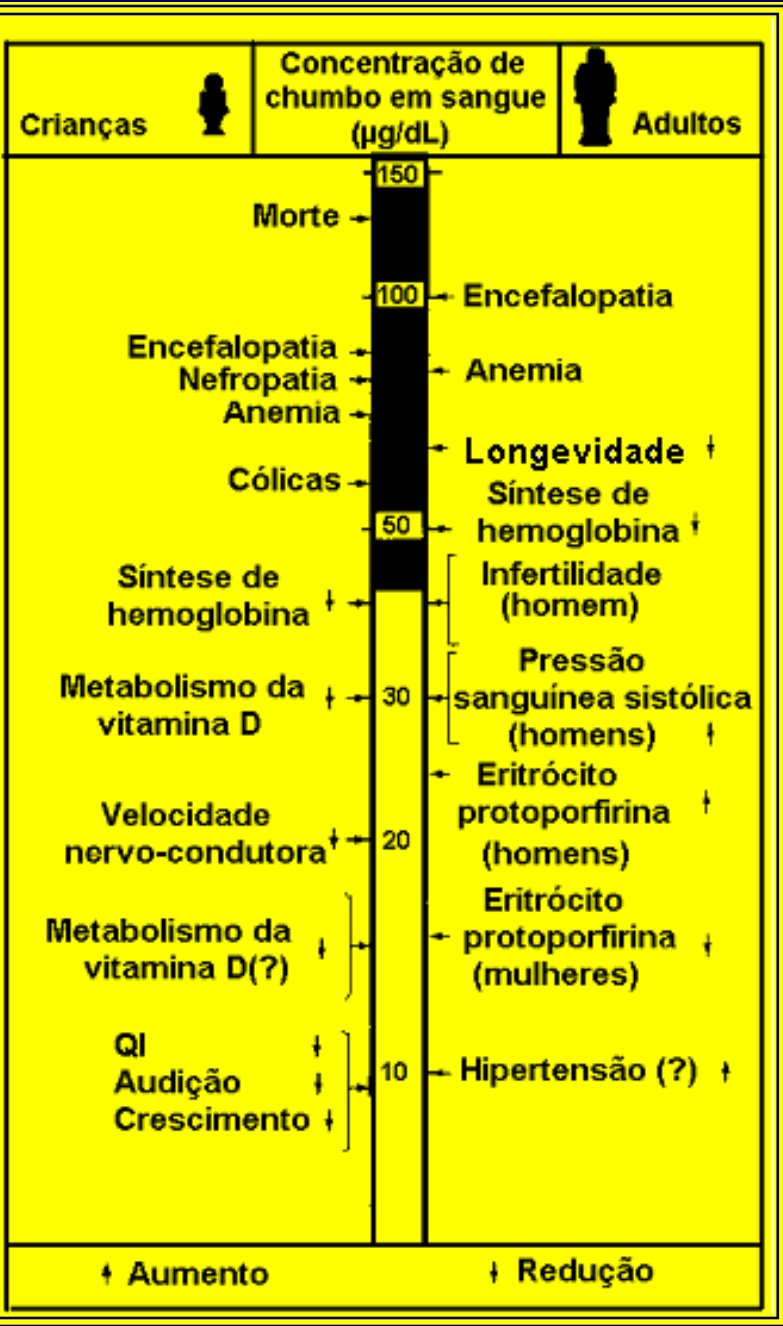 Crianças
Concentração de
chumbo em sangue
(µg/dL)
Adultos
150
Morte
100
Encefalopatia
Encefalopatia
Nefropatia
Anemia
Anemia
Longevidade
Cólicas
Síntese de
hemoglobina
50
Síntese de
hemoglobina
Infertilidade
(homem)
Metabolismo da
vitamina D
30
Pressão
sanguínea sistólica
(homens)
Eritrócito
protoporfirina
(homens)
Velocidade
nervo-condutora
20
Eritrócito
protoporfirina
(mulheres)
Metabolismo da
vitamina D(?)
QI
Audição
Crescimento
10
Hipertensão (?)
Aumento
Redução